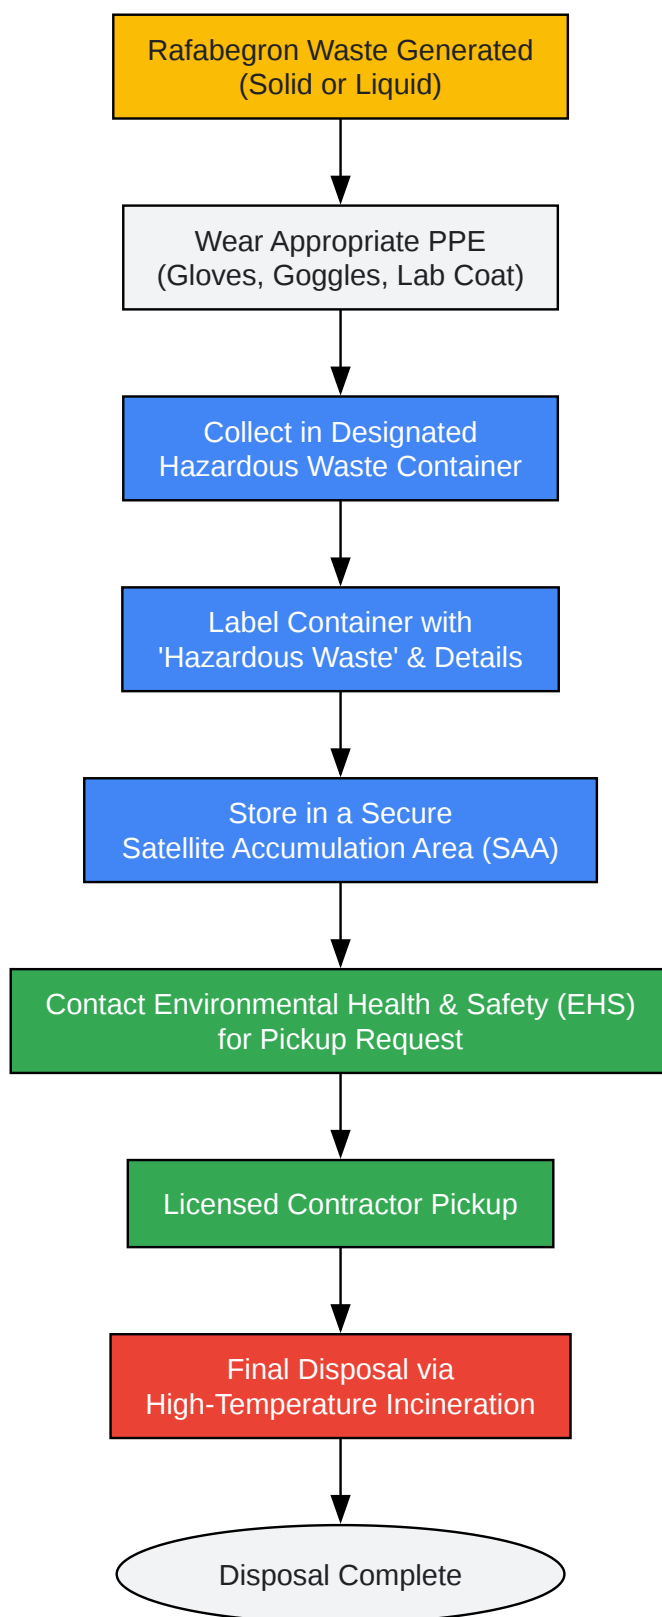 Rafabegron Waste Generated
(Solid or Liquid)
Wear Appropriate PPE
(Gloves, Goggles, Lab Coat)
Collect in Designated
Hazardous Waste Container
Label Container with
'Hazardous Waste' & Details
Store in a Secure
Satellite Accumulation Area (SAA)
Contact Environmental Health & Safety (EHS)
for Pickup Request
Licensed Contractor Pickup
Final Disposal via
High-Temperature Incineration
Disposal Complete